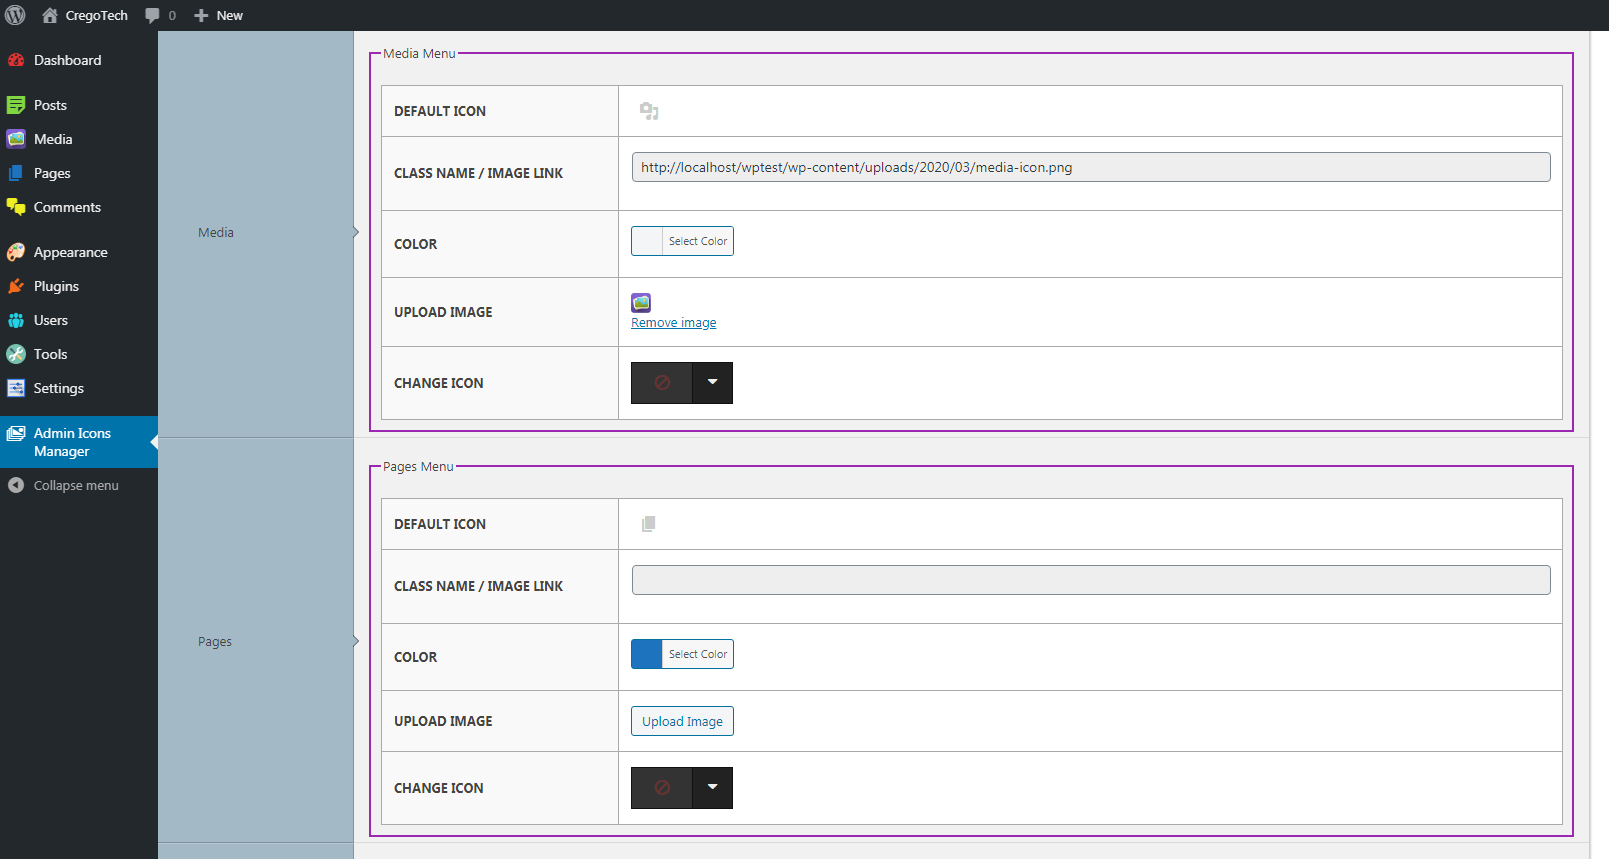 CregoTech 0 New
Dashboard
Posts
Media
Pages
Comments
Appearance
Plugins
Users
Tools
Settings
Admin Icons
Manager
Collapse menu
Media
Media Menu
DEFAULT ICON
CLASS NAME / IMAGE LINK
http://localhost/wptest/wp-content/uploads/2020/03/media-icon.png
COLOR
Select Color
UPLOAD IMAGE
Remove image
CHANGE ICON
Pages
Pages Menu
DEFAULT ICON
CLASS NAME / IMAGE LINK
COLOR
Select Color
UPLOAD IMAGE
Upload Image
CHANGE ICON